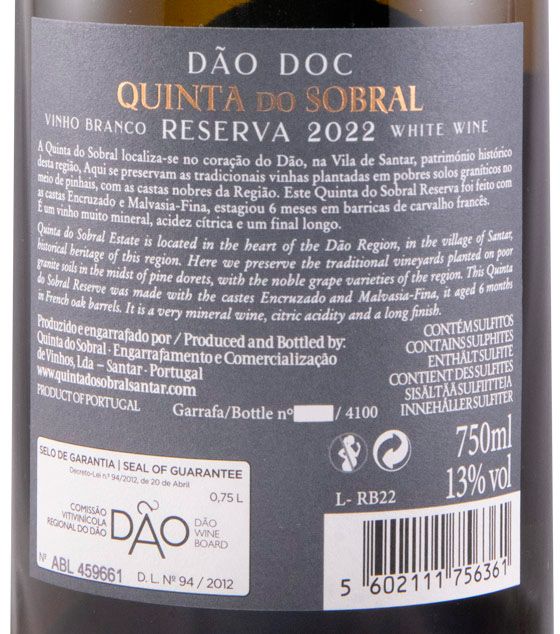 DÃO DOC
QUINTA DO SOBRAL
VINHO BRANCO RESERVA 2022 WHITE WINE
A Quinta do Sobral localiza-se no coração do Dão, na Vila de Santar, património histórico
desta região, Aqui se preservam as tradicionais vinhas plantadas em pobres solos graníticos no
meio de pinhais, com as castas nobres da Região. Este Quinta do Sobral Reserva foi feito com
as castas Encruzado e Malvasia-Fina, estagiou 6 meses em barricas de carvalho francês.
É um vinho muito mineral, acidez cítrica e um final longo.
Quinta do Sobral Estate is located in the heart of the Dão Region, in the village of Santar,
historical heritage of this region. Here we preserve the traditional vineyards planted on poor
granite soils in the midst of pine dorets, with the noble grape varieties of the region. This Quinta
do Sobral Reserve was made with the castes Encruzado and Malvasia-Fina, it aged 6 months
in French oak barrels. It is a very mineral wine, citric acidity and a long finish.
Produzido e engarrafado por / Produced and Bottled by:
Quinta do Sobral - Engarrafamento e Comercialização
de Vinhos, Lda – Santar - Portugal
www.quintadosobralsantar.com
PRODUCT OF PORTUGAL
Garrafa/Bottle nº / 4100
CONTÉM SULFITOS
CONTAINS SULPHITES
ENTHÄLT SULFITE
CONTIENT DES SULFITES
SISÄLTÄÄ SULFIITTEJA
INNEHÅLLER SULFITER
750ml
13% vol
L- RB22
SELO DE GARANTIA | SEAL OF GUARANTEE
Decreto-Lei n.º 94/2012, de 20 de Abril
0,75 L
COMISSÃO
VITIVINÍCOLA
REGIONAL DO DÃO
DÃO
DÃO
WINE
BOARD
Nº ABL 459661
D. L. Nº 94 / 2012
5 602111 756361